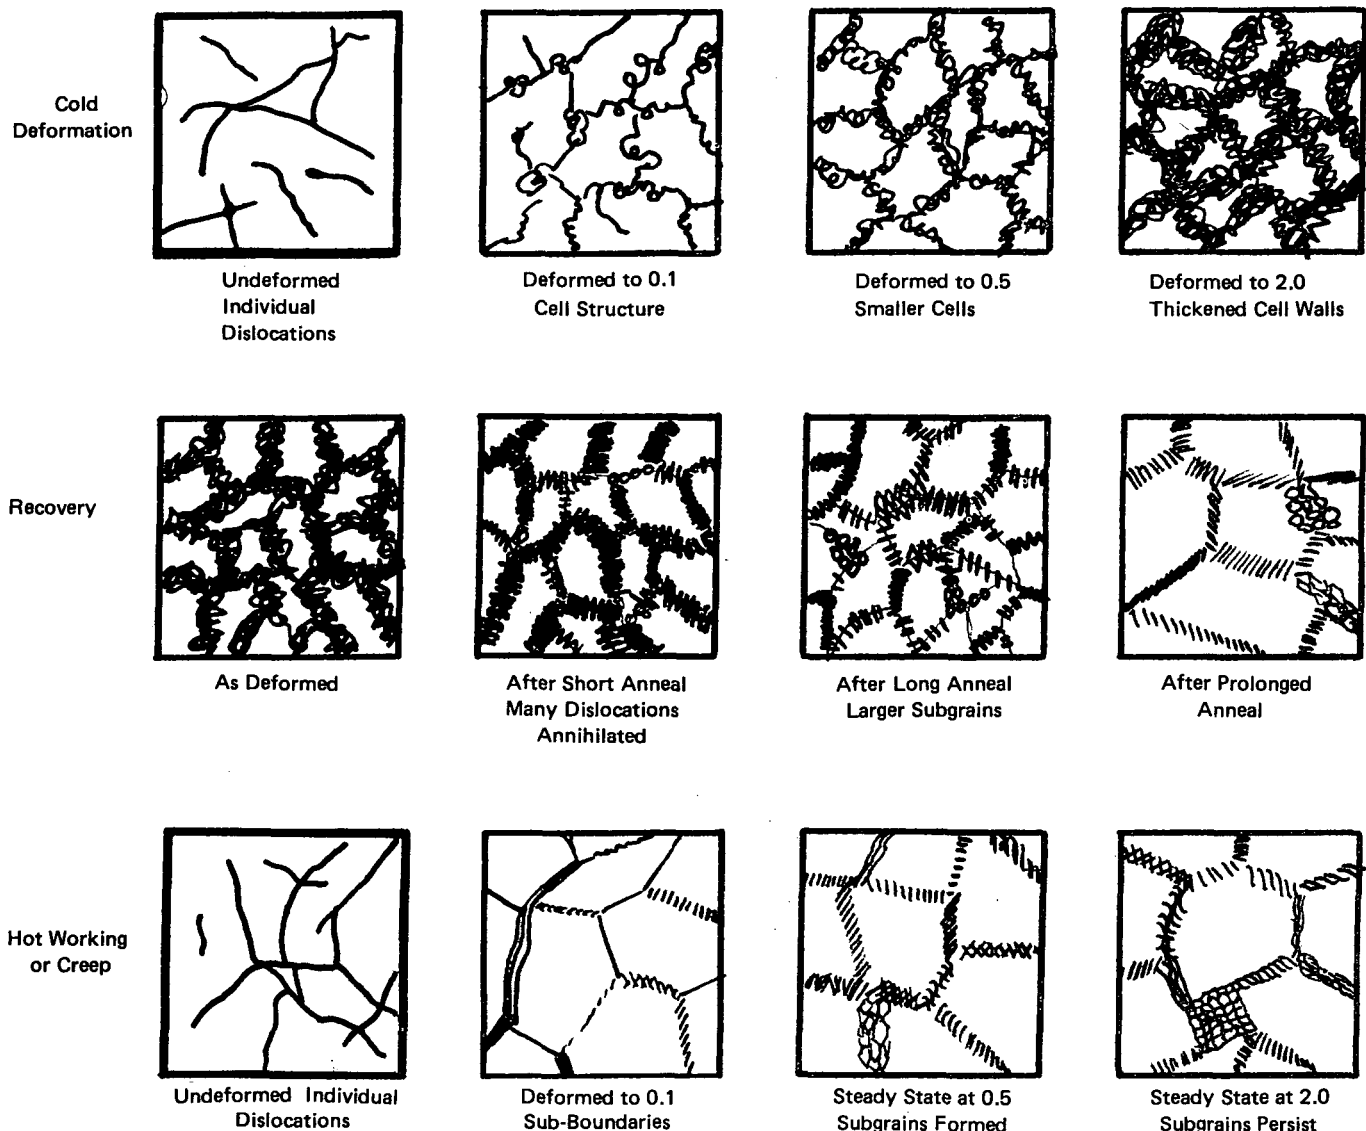 Cold
Deformation
Undeformed
Individual
Dislocations
Deformed to 0.1
Cell Structure
Deformed to 0.5
Smaller Cells
Deformed to 2.0
Thickened Cell Walls
Recovery
As Deformed
After Short Anneal
Many Dislocations
Annihilated
After Long Anneal
Larger Subgrains
After Prolonged
Anneal
Hot Working
or Creep
Undeformed Individual
Dislocations
Deformed to 0.1
Sub-Boundaries
Steady State at 0.5
Subgrains Formed
Steady State at 2.0
Subgrains Persist